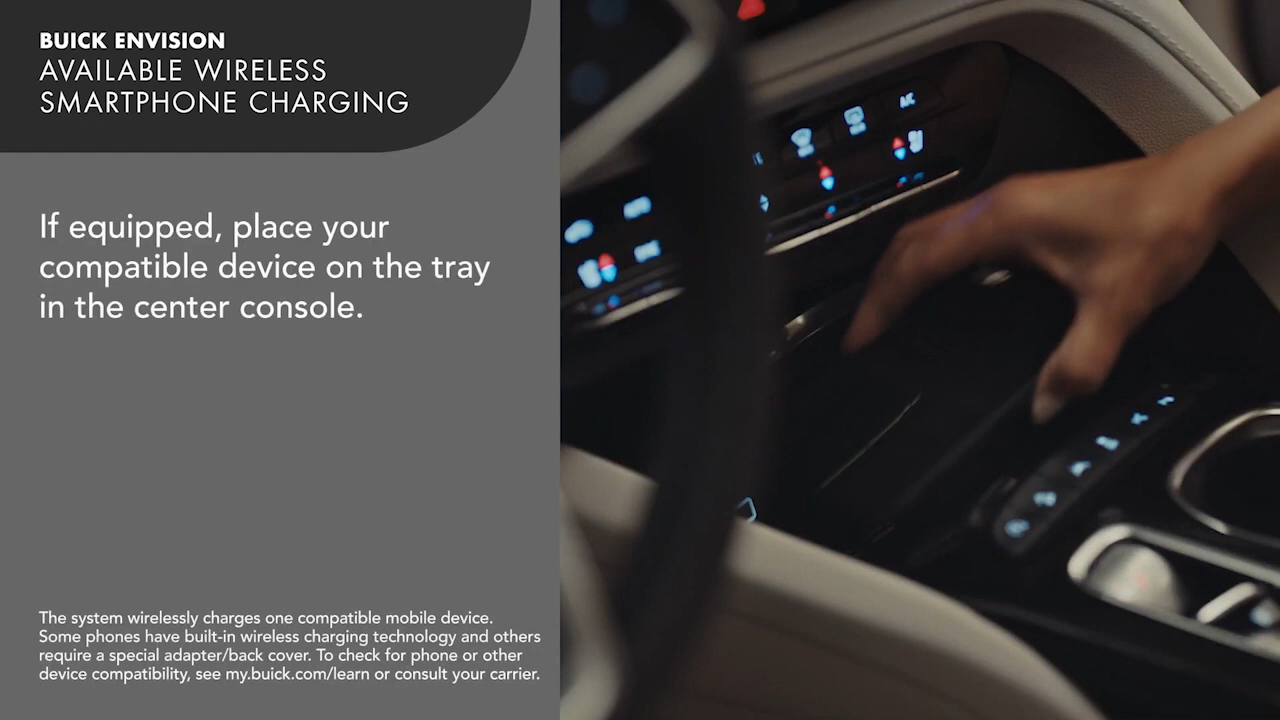 BUICK ENVISION
AVAILABLE WIRELESS
SMARTPHONE CHARGING
If equipped, place your
compatible device on the tray
in the center console.
The system wirelessly charges one compatible mobile device.
Some phones have built-in wireless charging technology and others
require a special adapter/back cover. To check for phone or other
device compatibility, see my.buick.com/learn or consult your carrier.
A/C